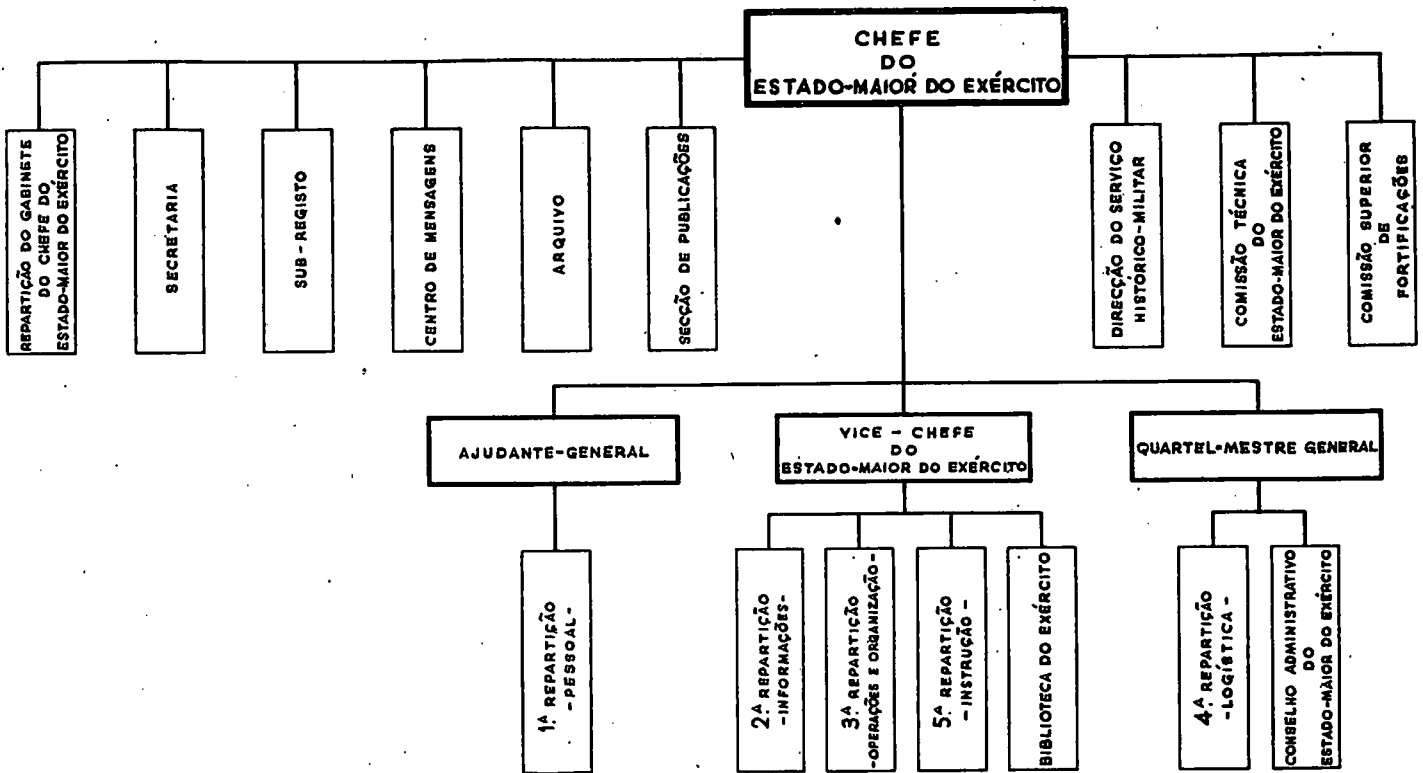 CHEFE
DO
ESTADO-MAIOR DO EXÉRCITO
REPARTIÇÃO DO GABINETE
DO CHEFE DO
ESTADO-MAIOR DO EXÉRCITO
SECRETARIA
SUB-REGISTO
CENTRO DE MENSAGENS
ARQUIVO
SECÇÃO DE PUBLICAÇÕES
DIRECÇÃO DO SERVIÇO
HISTÓRICO-MILITAR
COMISSÃO TÉCNICA
DO
ESTADO-MAIOR DO EXÉRCITO
COMISSÃO SUPERIOR
DE
FORTIFICAÇÕES
AJUDANTE-GENERAL
VICE-CHEFE
DO
ESTADO-MAIOR DO EXÉRCITO
QUARTEL-MESTRE GENERAL
1.ª REPARTIÇÃO
-PESSOAL-
2.ª REPARTIÇÃO
-INFORMAÇÕES-
3.ª REPARTIÇÃO
-OPERAÇÕES E ORGANIZAÇÃO-
5.ª REPARTIÇÃO
-INSTRUÇÃO-
BIBLIOTECA DO EXÉRCITO
4.ª REPARTIÇÃO
-LOGÍSTICA-
CONSELHO ADMINISTRATIVO
DO
ESTADO-MAIOR DO EXÉRCITO